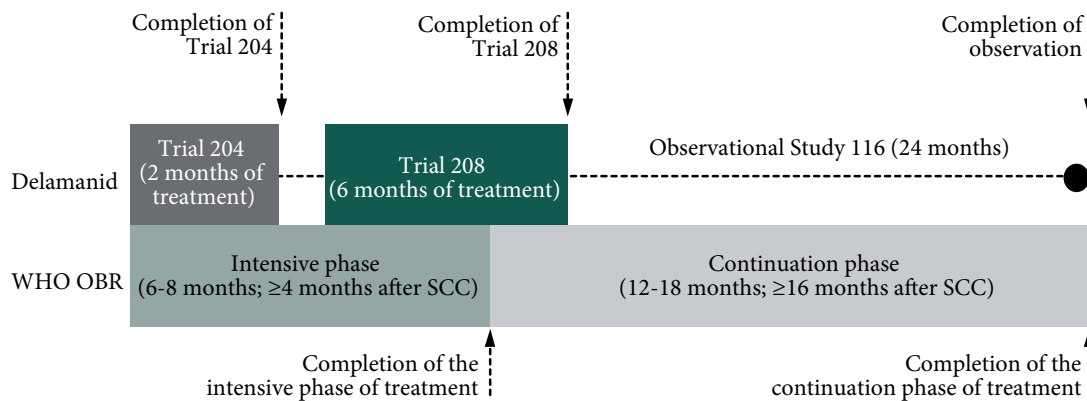 Completion of
Trial 204
Completion of
Trial 208
Completion of
observation
Delamanid
Trial 204
(2 months of
treatment)
Trial 208
(6 months of treatment)
Observational Study 116 (24 months)
WHO OBR
Intensive phase
(6-8 months; ≥4 months after SCC)
Continuation phase
(12-18 months; ≥16 months after SCC)
Completion of the
intensive phase of treatment
Completion of the
continuation phase of treatment